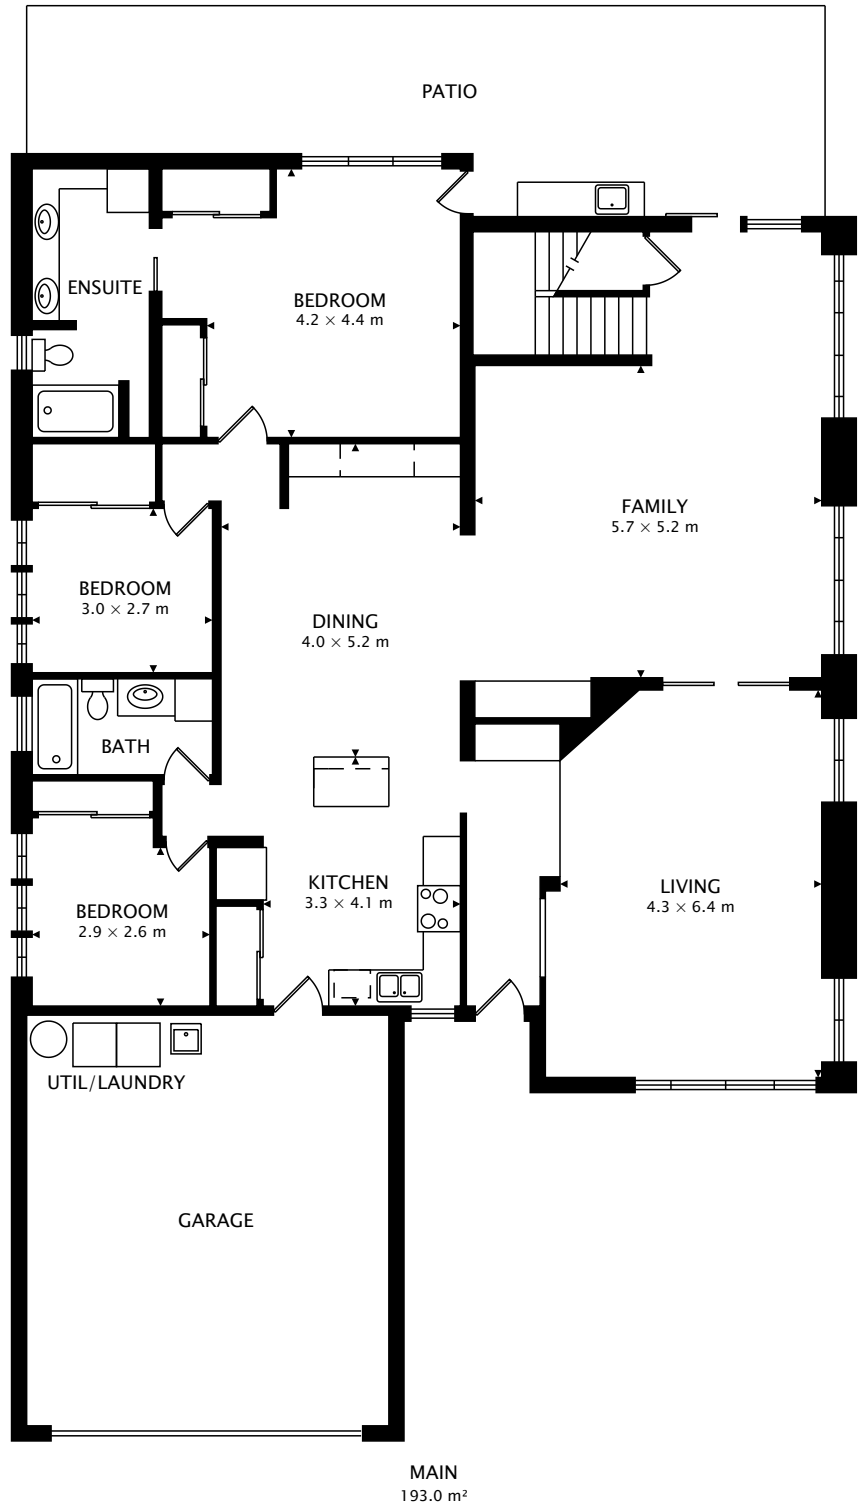 PATIO
ENSUITE
BEDROOM
4.2 × 4.4 m
FAMILY
5.7 × 5.2 m
BEDROOM
3.0 × 2.7 m
DINING
4.0 × 5.2 m
BATH
KITCHEN
3.3 × 4.1 m
LIVING
4.3 × 6.4 m
BEDROOM
2.9 × 2.6 m
UTIL/LAUNDRY
GARAGE
MAIN
193.0 m²